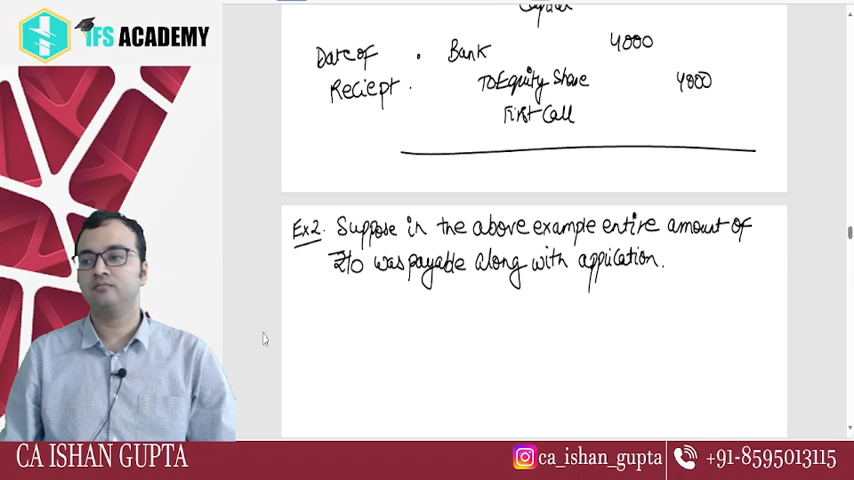 IFS ACADEMY
Capital
Date of . Bank 4000
Reciept . To Equity Share 4000
First Call
Ex2. Suppose in the above example entire amount of
₹10 was payable along with application.
CA ISHAN GUPTA
ca_ishan_gupta
+91-8595013115